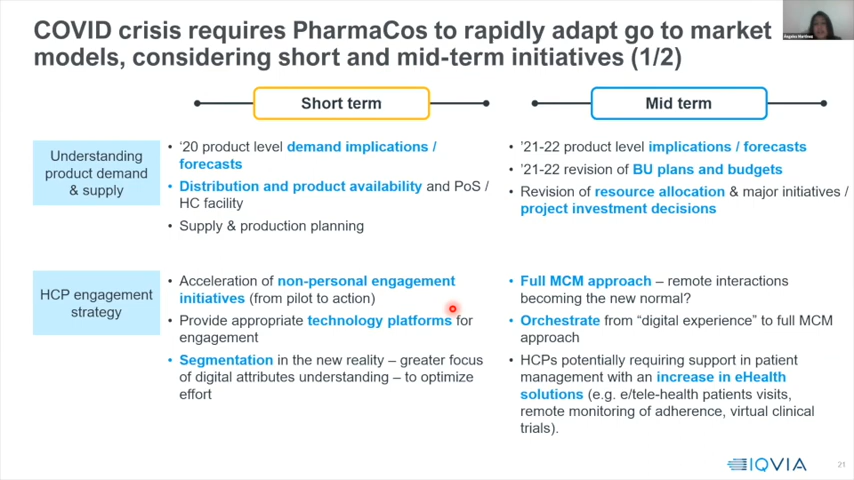 COVID crisis requires PharmaCos to rapidly adapt go to market
models, considering short and mid-term initiatives (1/2)
Short term
Mid term
Understanding
product demand
& supply
• ‘20 product level demand implications /
forecasts
• Distribution and product availability and PoS /
HC facility
• Supply & production planning
• ’21-22 product level implications / forecasts
• ’21-22 revision of BU plans and budgets
• Revision of resource allocation & major initiatives /
project investment decisions
HCP engagement
strategy
• Acceleration of non-personal engagement
initiatives (from pilot to action)
• Provide appropriate technology platforms for
engagement
• Segmentation in the new reality – greater focus
of digital attributes understanding – to optimize
effort
• Full MCM approach – remote interactions
becoming the new normal?
• Orchestrate from “digital experience” to full MCM
approach
• HCPs potentially requiring support in patient
management with an increase in eHealth
solutions (e.g. e/tele-health patients visits,
remote monitoring of adherence, virtual clinical
trials).
IQVIA
21